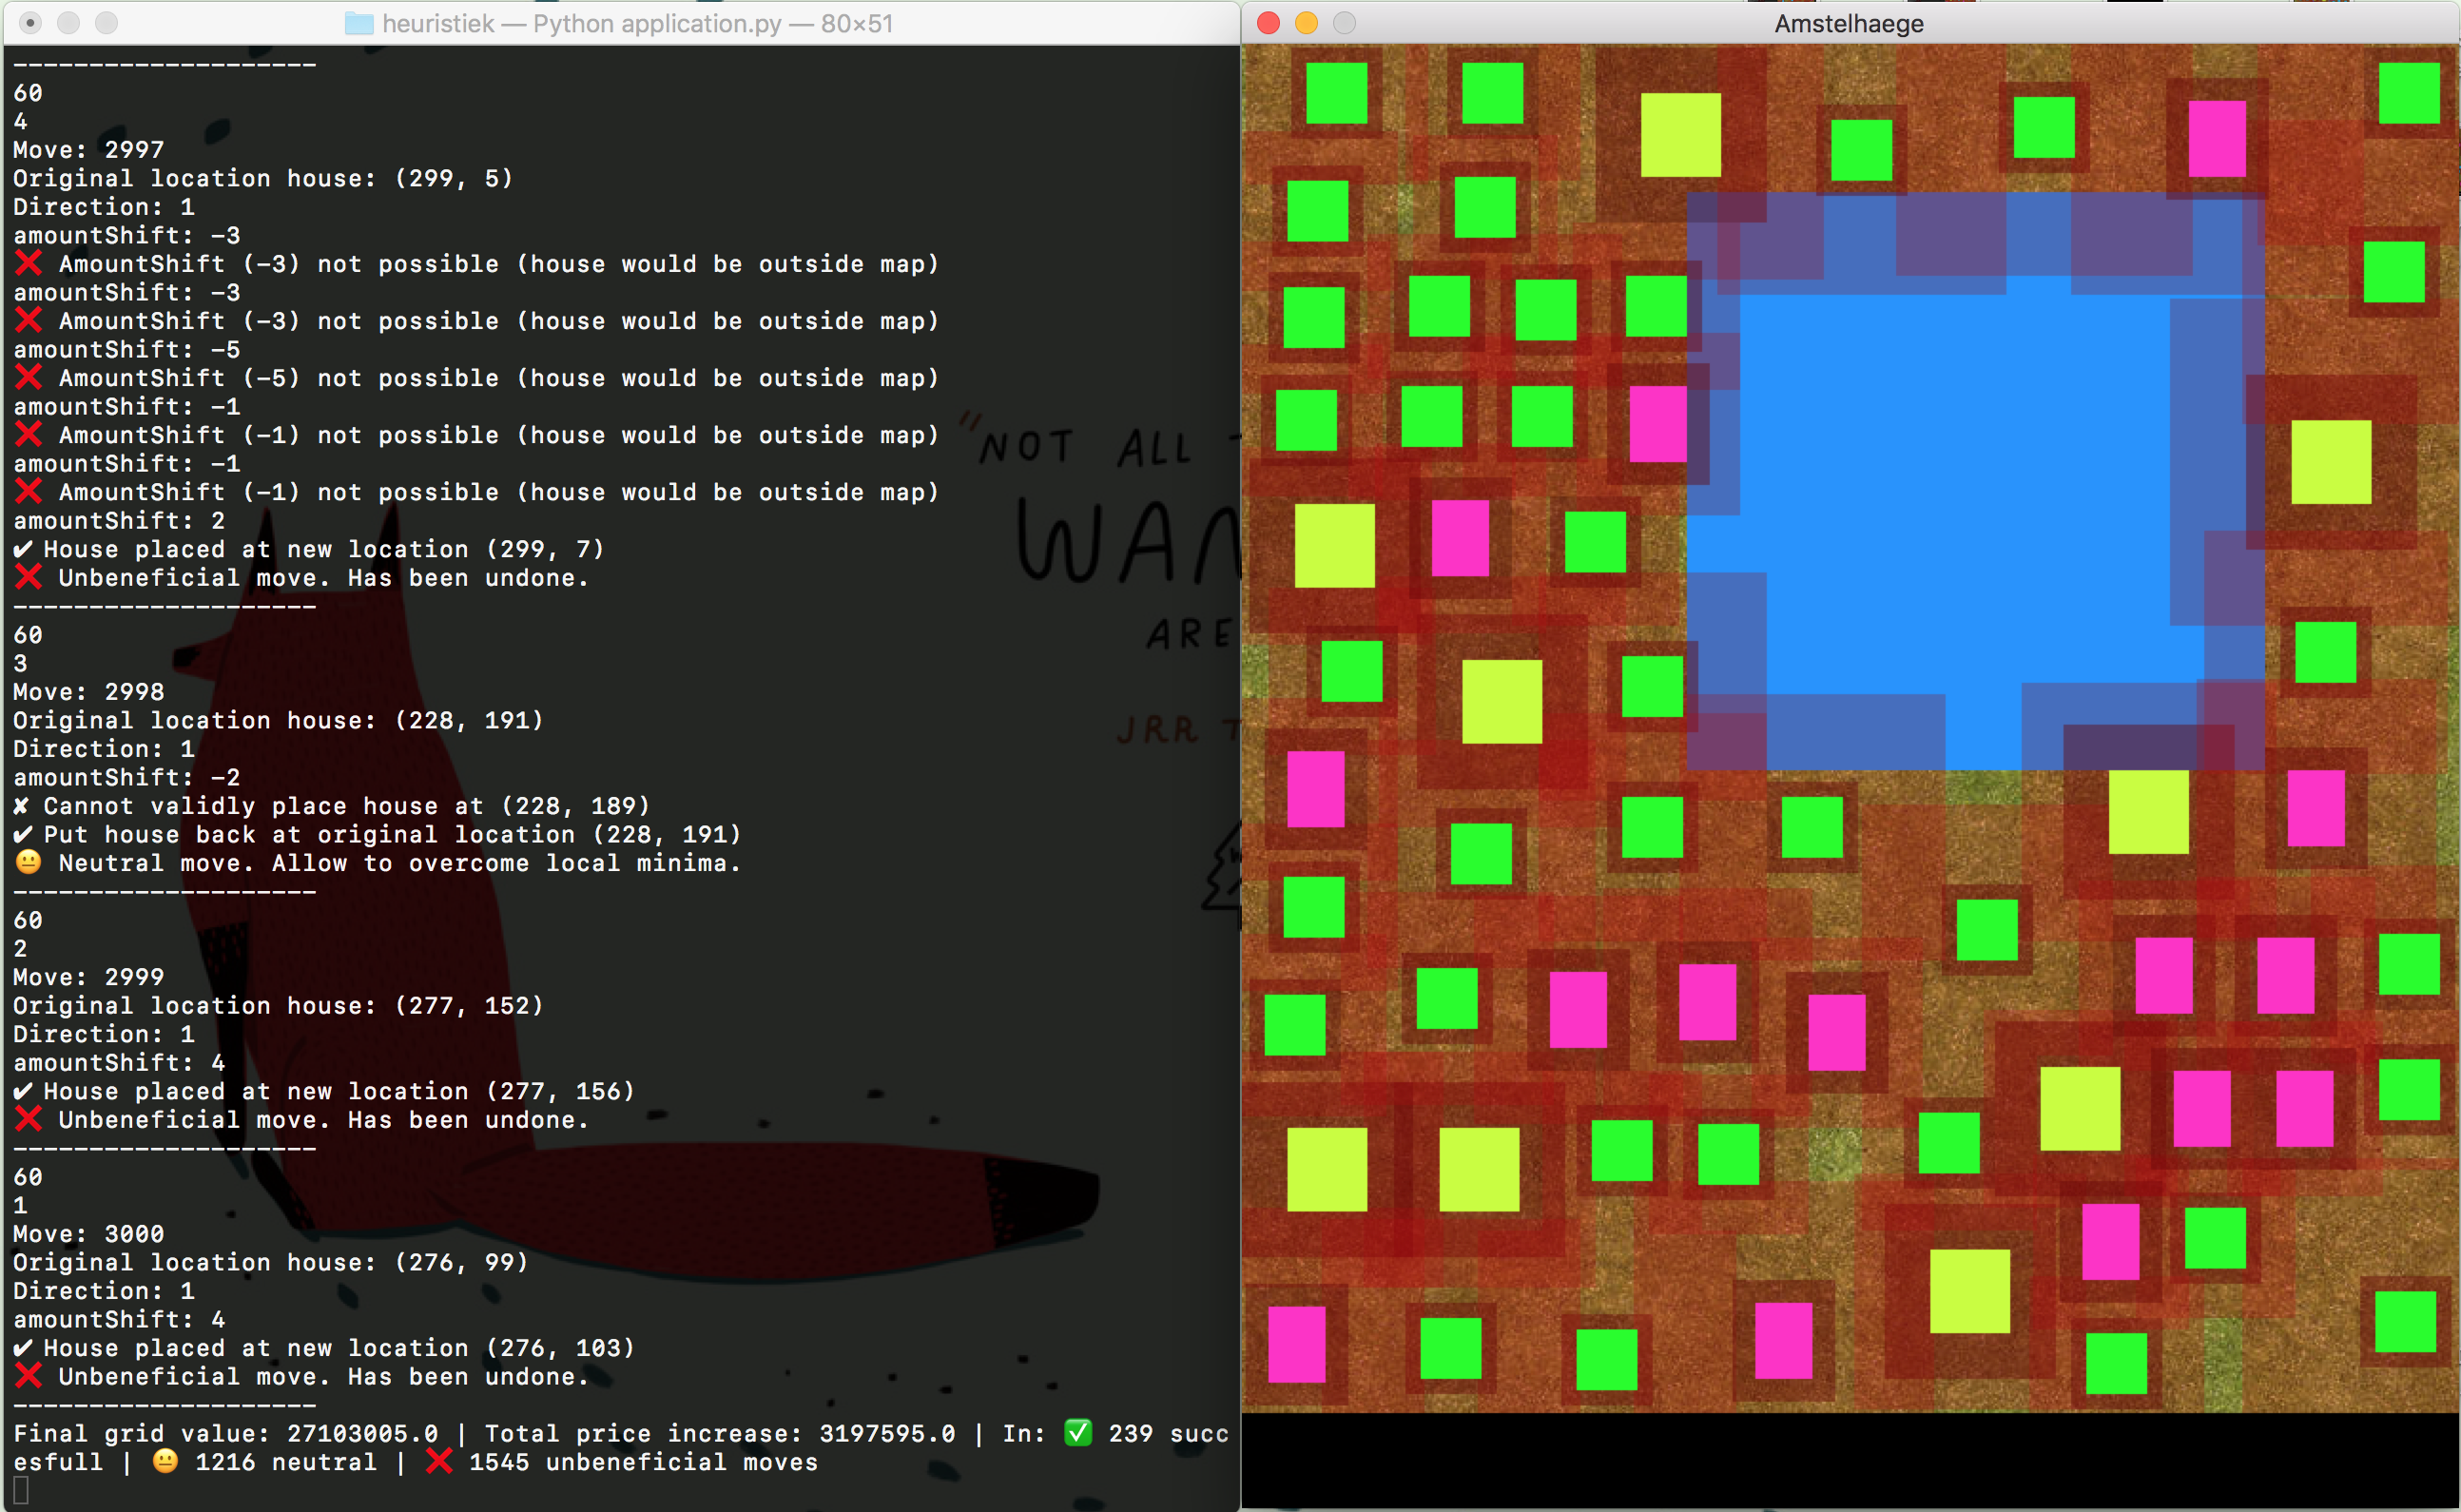 heuristiek — Python application.py — 80×51
--------------------
60
4
Move: 2997
Original location house: (299, 5)
Direction: 1
amountShift: -3
❌ AmountShift (-3) not possible (house would be outside map)
amountShift: -3
❌ AmountShift (-3) not possible (house would be outside map)
amountShift: -5
❌ AmountShift (-5) not possible (house would be outside map)
amountShift: -1
❌ AmountShift (-1) not possible (house would be outside map)
amountShift: -1
❌ AmountShift (-1) not possible (house would be outside map)
amountShift: 2
✔ House placed at new location (299, 7)
❌ Unbeneficial move. Has been undone.
--------------------
60
3
Move: 2998
Original location house: (228, 191)
Direction: 1
amountShift: -2
✘ Cannot validly place house at (228, 189)
✔ Put house back at original location (228, 191)
😐 Neutral move. Allow to overcome local minima.
--------------------
60
2
Move: 2999
Original location house: (277, 152)
Direction: 1
amountShift: 4
✔ House placed at new location (277, 156)
❌ Unbeneficial move. Has been undone.
--------------------
60
1
Move: 3000
Original location house: (276, 99)
Direction: 1
amountShift: 4
✔ House placed at new location (276, 103)
❌ Unbeneficial move. Has been undone.
--------------------
Final grid value: 27103005.0 | Total price increase: 3197595.0 | In: ✅ 239 succ
esfull | 😐 1216 neutral | ❌ 1545 unbeneficial moves
"NOT ALL
ARE
JRR
Amstelhaege